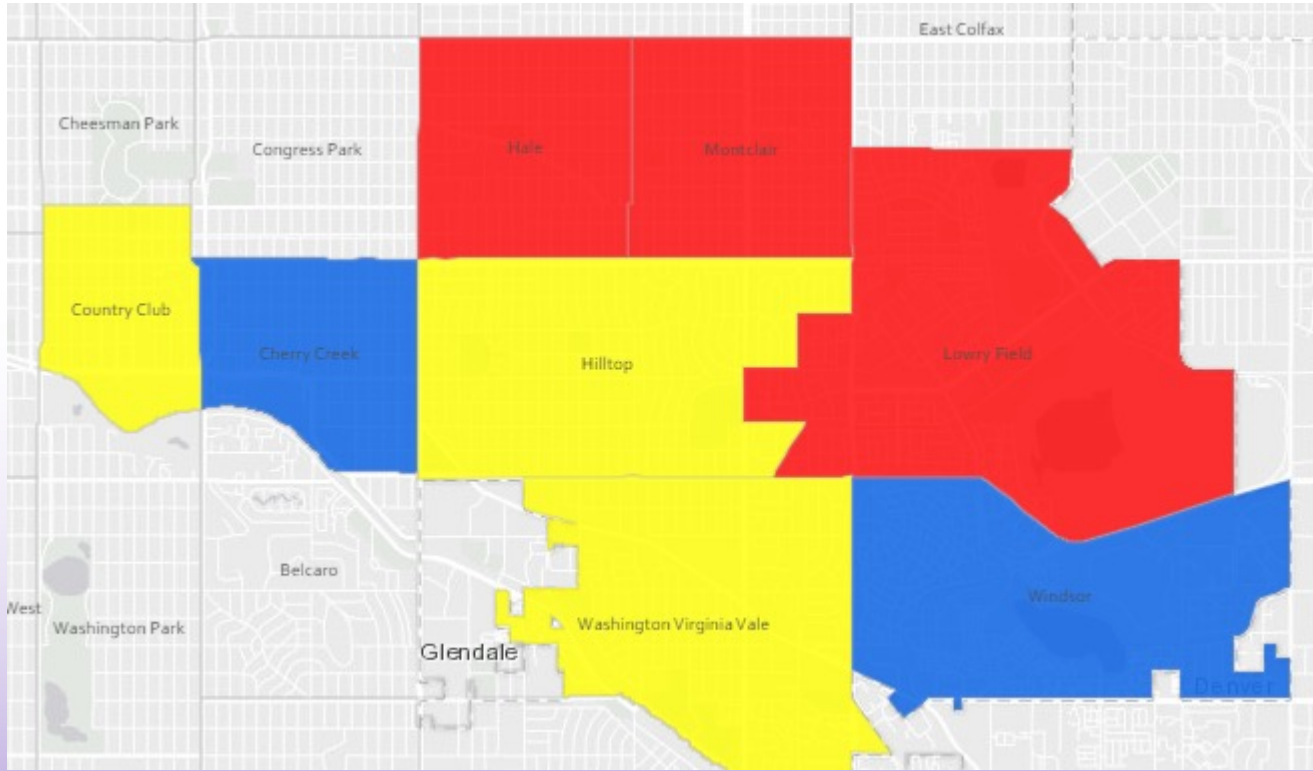 East Colfax
Cheesman Park
Congress Park
Hale
Montclair
Country Club
Cherry Creek
Hilltop
Lowry Field
Belcaro
Windsor
West
Washington Park
Washington Virginia Vale
Glendale
Denver